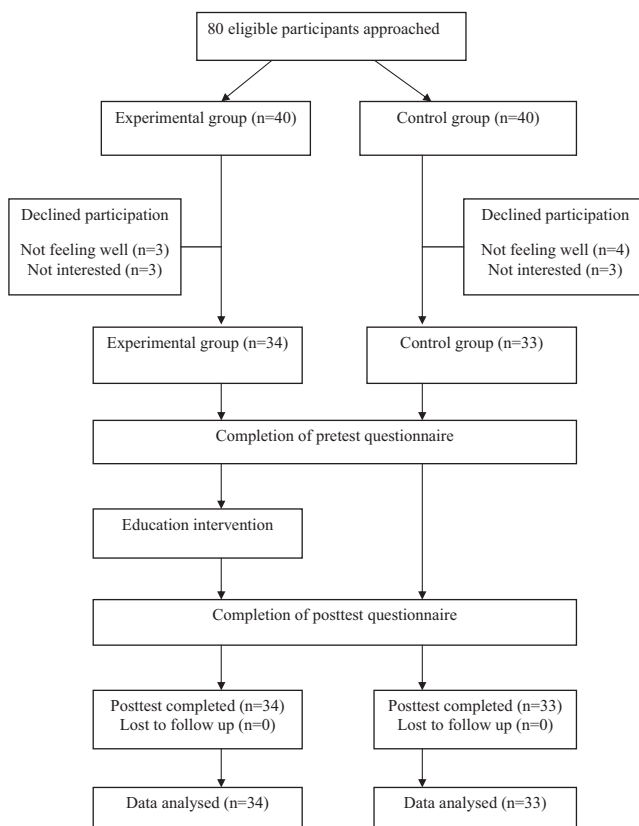 80 eligible participants approached
Experimental group (n=40)
Control group (n=40)
Declined participation
Not feeling well (n=3)
Not interested (n=3)
Declined participation
Not feeling well (n=4)
Not interested (n=3)
Experimental group (n=34)
Control group (n=33)
Completion of pretest questionnaire
Education intervention
Completion of posttest questionnaire
Posttest completed (n=34)
Lost to follow up (n=0)
Posttest completed (n=33)
Lost to follow up (n=0)
Data analysed (n=34)
Data analysed (n=33)